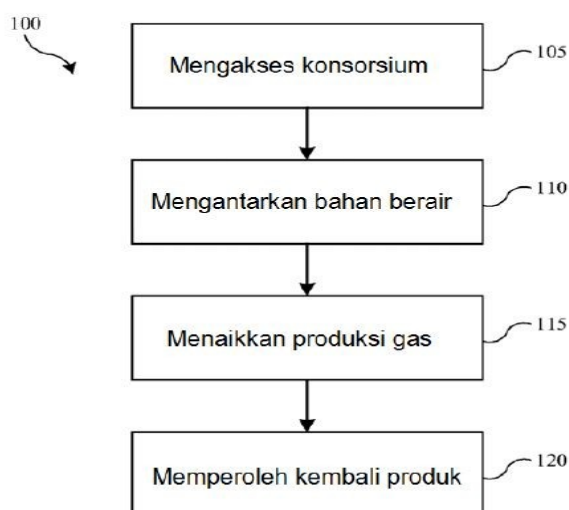 100
Mengakses konsorsium
105
Mengantarkan bahan berair
110
Menaikkan produksi gas
115
Memperoleh kembali produk
120